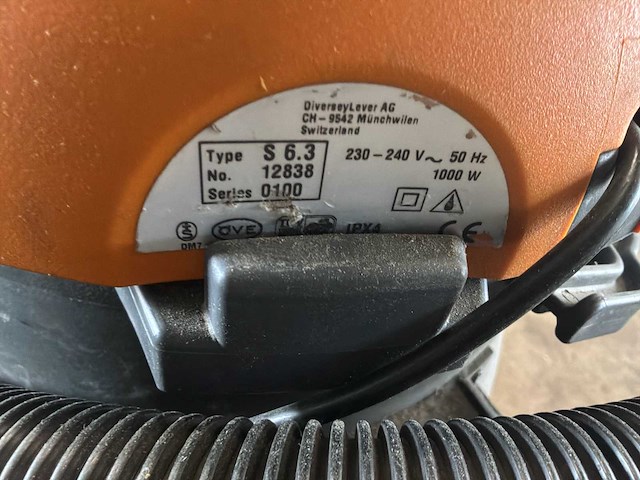 DiverseyLever AG
CH - 9542 Münchwilen
Switzerland
Type S 6.3
No. 12838
Series 0100
230 - 240 V ~ 50 Hz
1000 W
S
ÖVE
IPX4
CE